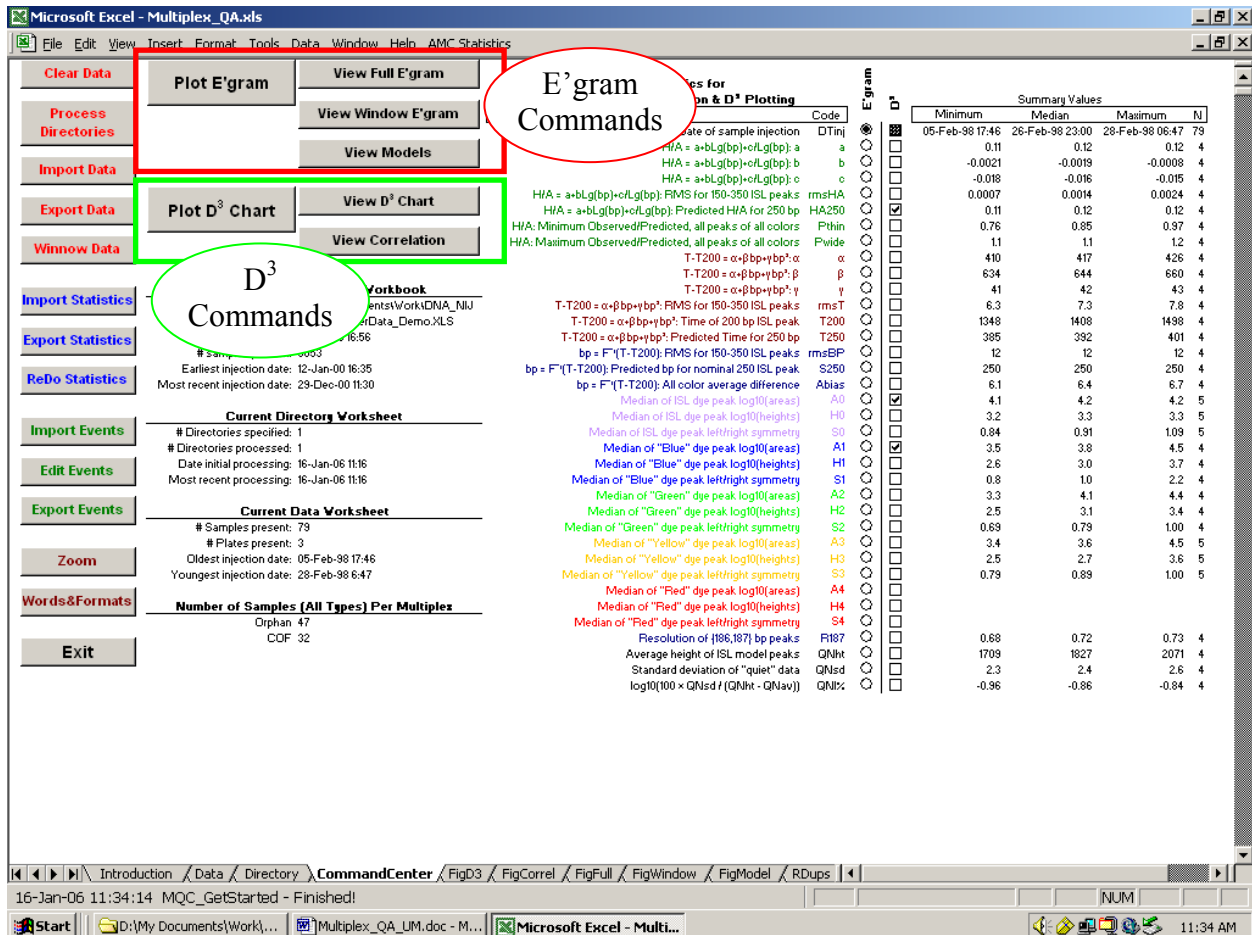 Microsoft Excel - Multiplex_QA.xls
File Edit View Insert Format Tools Data Window Help AMC Statistics
Clear Data
Process Directories
Import Data
Export Data
Winnow Data
Import Statistics
Export Statistics
ReDo Statistics
Import Events
Edit Events
Export Events
Zoom
Words&Formats
Exit
Plot E'gram
View Full E'gram
View Window E'gram
View Models
E'gram
Commands
Plot D³ Chart
View D³ Chart
View Correlation
D³
Commands
Workbook
ents\Work\DNA_NIJ
erData_Demo.XLS
16:56
Earliest injection date: 12-Jan-00 16:35
Most recent injection date: 29-Dec-00 11:30
Current Directory Worksheet
# Directories specified: 1
# Directories processed: 1
Date initial processing: 16-Jan-06 11:16
Most recent processing: 16-Jan-06 11:16
Current Data Worksheet
# Samples present: 79
# Plates present: 3
Oldest injection date: 05-Feb-98 17:46
Youngest injection date: 28-Feb-98 6:47
Number of Samples (All Types) Per Multiplex
Orphan 47
COF 32
ics for
on & D³ Plotting
E'gram
D³
Summary Values
Code Minimum Median Maximum N
ate of sample injection DTinj 05-Feb-98 17:46 26-Feb-98 23:00 28-Feb-98 06:47 79
H/A = a+bLg(bp)+c/Lg(bp): a a 0.11 0.12 0.12 4
H/A = a+bLg(bp)+c/Lg(bp): b b -0.0021 -0.0019 -0.0008 4
H/A = a+bLg(bp)+c/Lg(bp): c c -0.018 -0.016 -0.015 4
H/A = a+bLg(bp)+c/Lg(bp): RMS for 150-350 ISL peaks rmsHA 0.0007 0.0014 0.0024 4
H/A = a+bLg(bp)+c/Lg(bp): Predicted H/A for 250 bp HA250 0.11 0.12 0.12 4
H/A: Minimum Observed/Predicted, all peaks of all colors Pthin 0.76 0.85 0.97 4
H/A: Maximum Observed/Predicted, all peaks of all colors Pwide 1.1 1.1 1.2 4
T-T200 = α+βbp+γbp²: α α 410 417 426 4
T-T200 = α+βbp+γbp²: β β 634 644 660 4
T-T200 = α+βbp+γbp²: γ γ 41 42 43 4
T-T200 = α+βbp+γbp²: RMS for 150-350 ISL peaks rmsT 6.3 7.3 7.8 4
T-T200 = α+βbp+γbp²: Time of 200 bp ISL peak T200 1348 1408 1498 4
T-T200 = α+βbp+γbp²: Predicted Time for 250 bp T250 385 392 401 4
bp = F⁻¹(T-T200): RMS for 150-350 ISL peaks rmsBP 12 12 12 4
bp = F⁻¹(T-T200): Predicted bp for nominal 250 ISL peak S250 250 250 250 4
bp = F⁻¹(T-T200): All color average difference Abias 6.1 6.4 6.7 4
Median of ISL dye peak log10(areas) A0 4.1 4.2 4.2 5
Median of ISL dye peak log10(heights) H0 3.2 3.3 3.3 5
Median of ISL dye peak left/right symmetry S0 0.84 0.91 1.09 5
Median of "Blue" dye peak log10(areas) A1 3.5 3.8 4.5 4
Median of "Blue" dye peak log10(heights) H1 2.6 3.0 3.7 4
Median of "Blue" dye peak left/right symmetry S1 0.8 1.0 2.2 4
Median of "Green" dye peak log10(areas) A2 3.3 4.1 4.4 4
Median of "Green" dye peak log10(heights) H2 2.5 3.1 3.4 4
Median of "Green" dye peak left/right symmetry S2 0.69 0.79 1.00 4
Median of "Yellow" dye peak log10(areas) A3 3.4 3.6 4.5 5
Median of "Yellow" dye peak log10(heights) H3 2.5 2.7 3.6 5
Median of "Yellow" dye peak left/right symmetry S3 0.79 0.89 1.00 5
Median of "Red" dye peak log10(areas) A4
Median of "Red" dye peak log10(heights) H4
Median of "Red" dye peak left/right symmetry S4
Resolution of {186,187} bp peaks R187 0.68 0.72 0.73 4
Average height of ISL model peaks QNht 1709 1827 2071 4
Standard deviation of "quiet" data QNsd 2.3 2.4 2.6 4
log10(100 × QNsd / (QNht - QNav)) QNI% -0.96 -0.86 -0.84 4
Introduction Data Directory CommandCenter FigD3 FigCorrel FigFull FigWindow FigModel RDups
16-Jan-06 11:34:14 MQC_GetStarted - Finished!
NUM
Start D:\My Documents\Work\... Multiplex_QA_UM.doc - M... Microsoft Excel - Multi... 11:34 AM